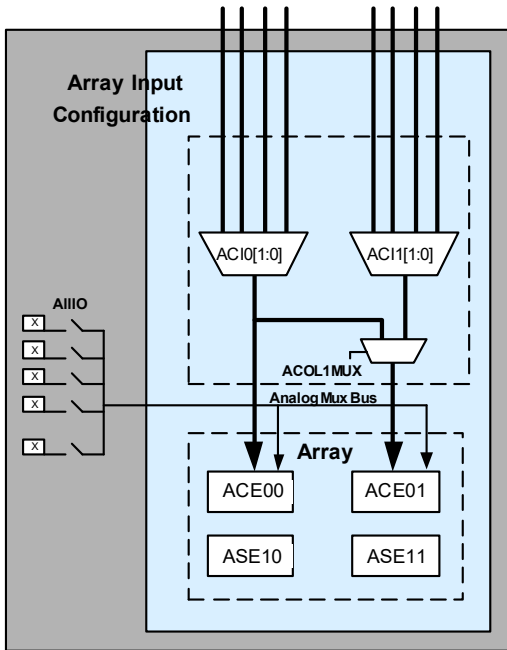 Array Input
Configuration
ACI0[1:0]
ACI1[1:0]
AllIO
X
X
X
X
X
ACOL1MUX
Analog Mux Bus
Array
ACE00
ACE01
ASE10
ASE11